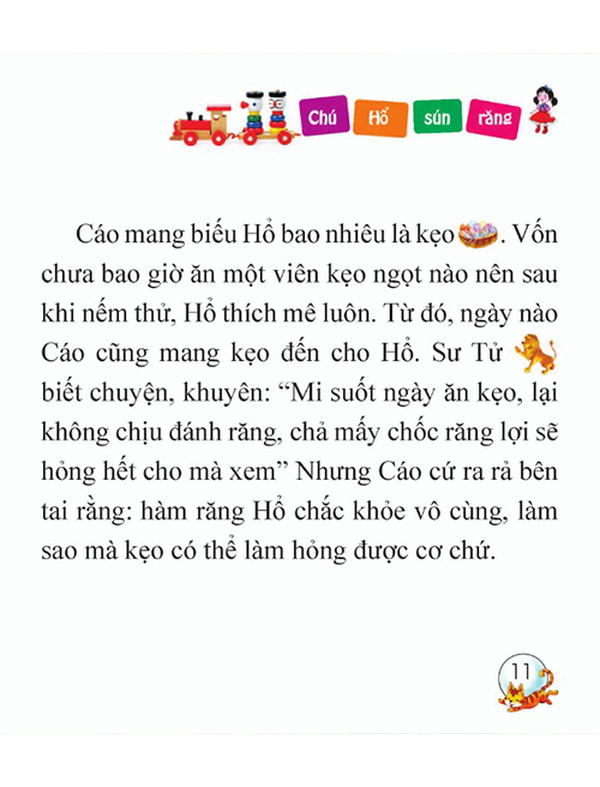 Chú Hổ sún răng
Cáo mang biếu Hổ bao nhiêu là kẹo . Vốn
chưa bao giờ ăn một viên kẹo ngọt nào nên sau
khi nếm thử, Hổ thích mê luôn. Từ đó, ngày nào
Cáo cũng mang kẹo đến cho Hổ. Sư Tử
biết chuyện, khuyên: “Mi suốt ngày ăn kẹo, lại
không chịu đánh răng, chả mấy chốc răng lợi sẽ
hỏng hết cho mà xem” Nhưng Cáo cứ ra rả bên
tai rằng: hàm răng Hổ chắc khỏe vô cùng, làm
sao mà kẹo có thể làm hỏng được cơ chứ.
11